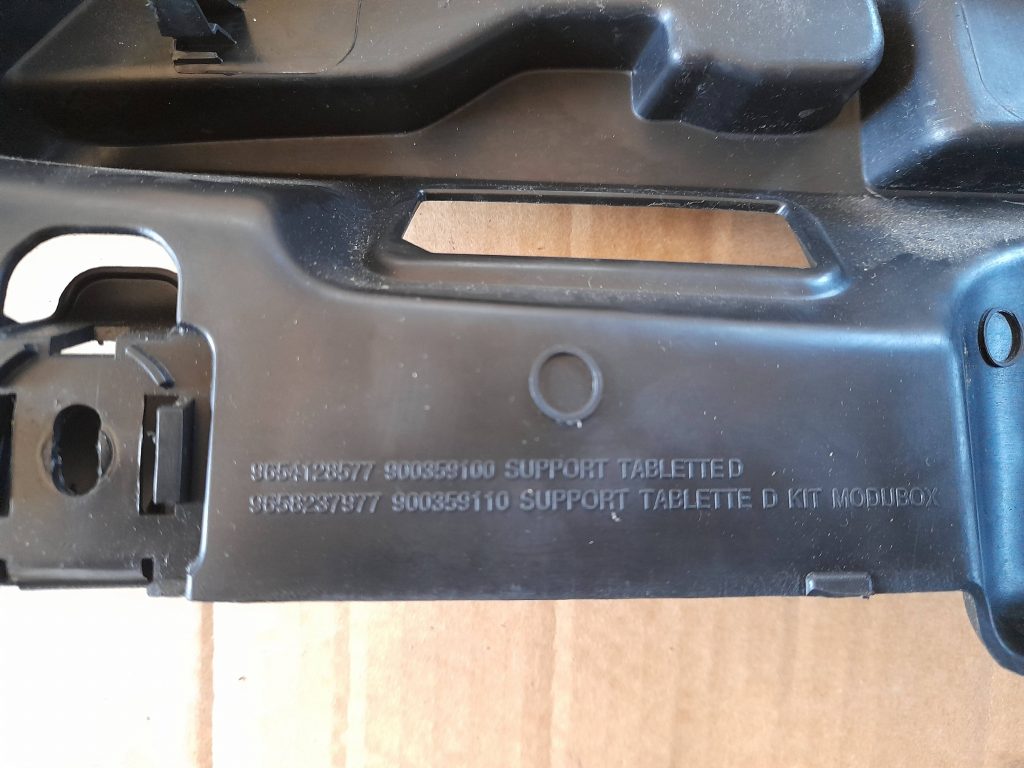 9654128577 900359100 SUPPORT TABLETTE D
9658237977 900359110 SUPPORT TABLETTE D KIT MODUBOX